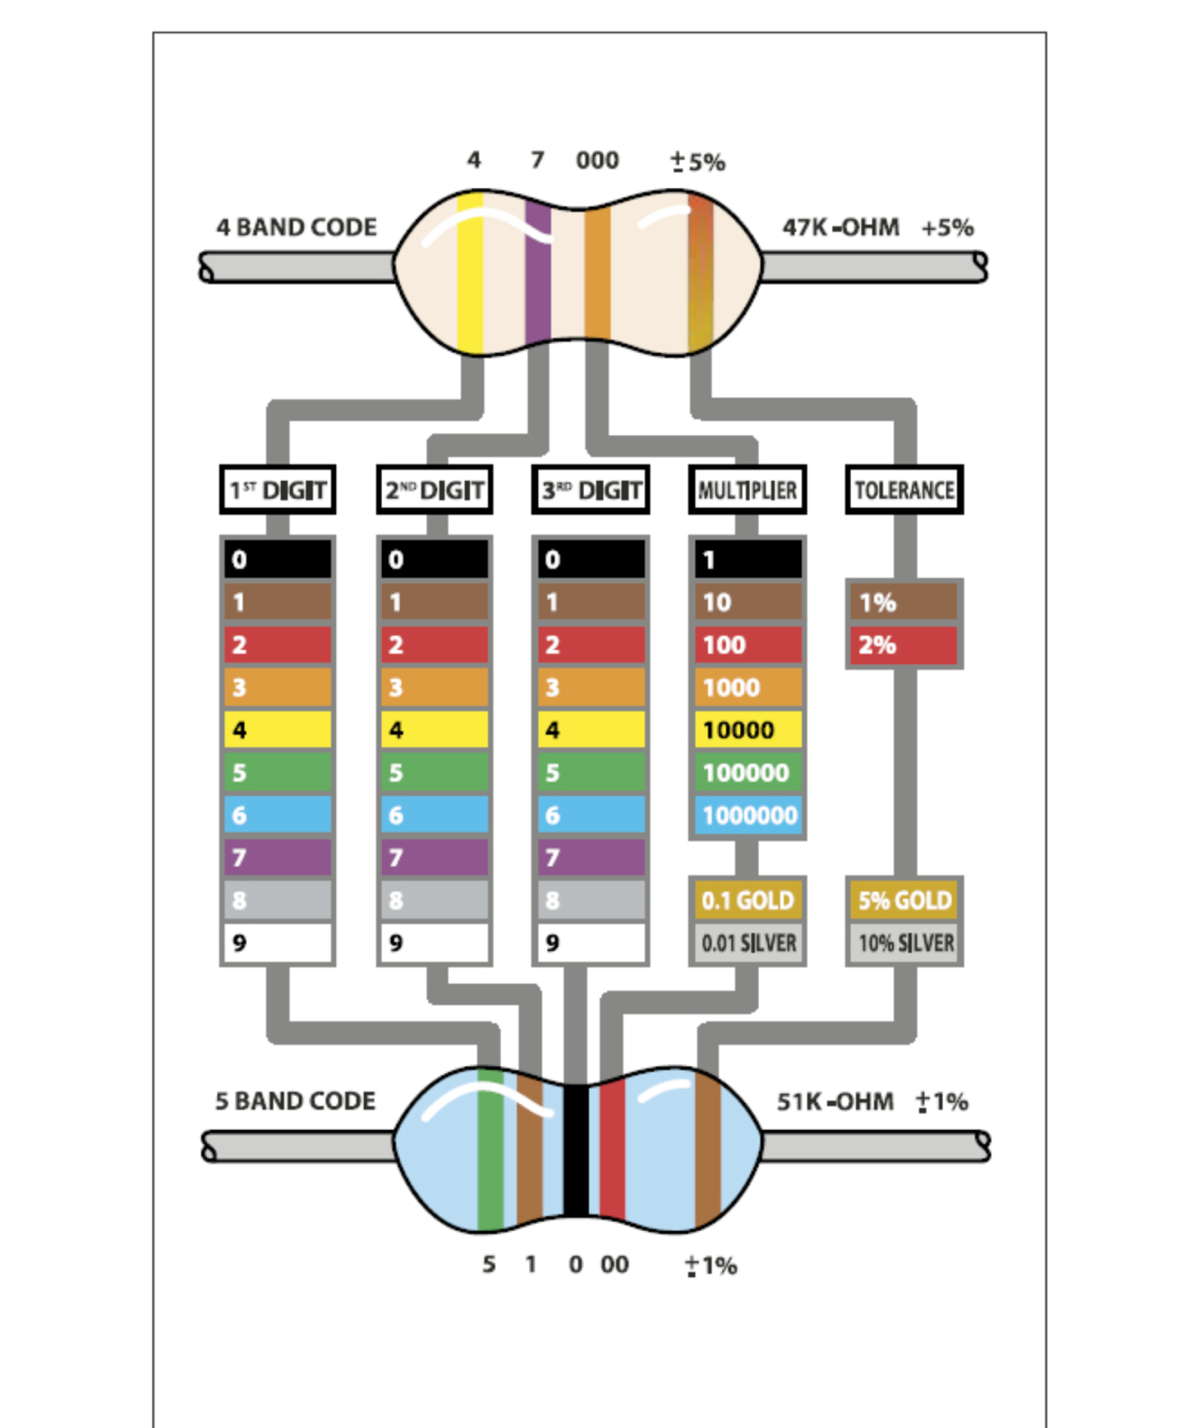 4 7 000 ±5%
4 BAND CODE 47K-OHM +5%
1ST DIGIT 2ND DIGIT 3RD DIGIT MULTIPLIER TOLERANCE
0 0 0 1
1 1 1 10 1%
2 2 2 100 2%
3 3 3 1000
4 4 4 10000
5 5 5 100000
6 6 6 1000000
7 7 7
8 8 8 0.1 GOLD 5% GOLD
9 9 9 0.01 SILVER 10% SILVER
5 BAND CODE 51K-OHM ±1%
5 1 0 00 ±1%